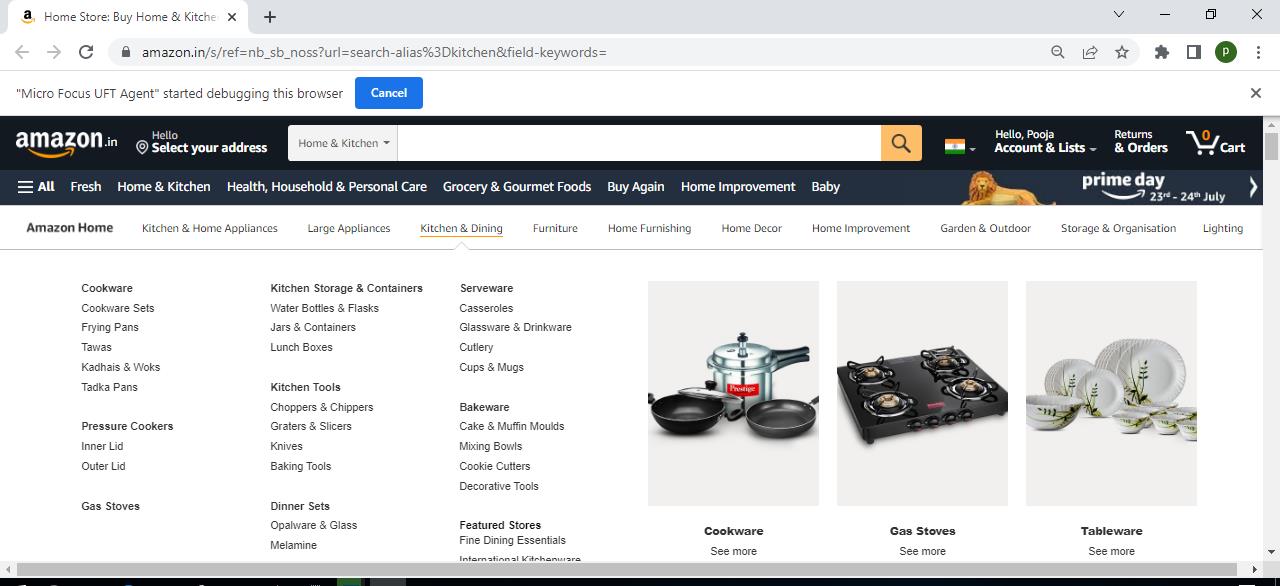 a Home Store: Buy Home & Kitche
amazon.in/s/ref=nb_sb_noss?url=search-alias%3Dkitchen&field-keywords=
P
"Micro Focus UFT Agent" started debugging this browser Cancel
amazon.in
Hello
Select your address
Home & Kitchen
Hello, Pooja
Account & Lists
Returns
& Orders
0
Cart
All Fresh Home & Kitchen Health, Household & Personal Care Grocery & Gourmet Foods Buy Again Home Improvement Baby
prime day
23rd - 24th July
Amazon Home Kitchen & Home Appliances Large Appliances Kitchen & Dining Furniture Home Furnishing Home Decor Home Improvement Garden & Outdoor Storage & Organisation Lighting
Cookware
Cookware Sets
Frying Pans
Tawas
Kadhais & Woks
Tadka Pans
Pressure Cookers
Inner Lid
Outer Lid
Gas Stoves
Kitchen Storage & Containers
Water Bottles & Flasks
Jars & Containers
Lunch Boxes
Kitchen Tools
Choppers & Chippers
Graters & Slicers
Knives
Baking Tools
Dinner Sets
Opalware & Glass
Melamine
Serveware
Casseroles
Glassware & Drinkware
Cutlery
Cups & Mugs
Bakeware
Cake & Muffin Moulds
Mixing Bowls
Cookie Cutters
Decorative Tools
Featured Stores
Fine Dining Essentials
International Kitchenware
Prestige
Cookware
See more
Gas Stoves
See more
Tableware
See more